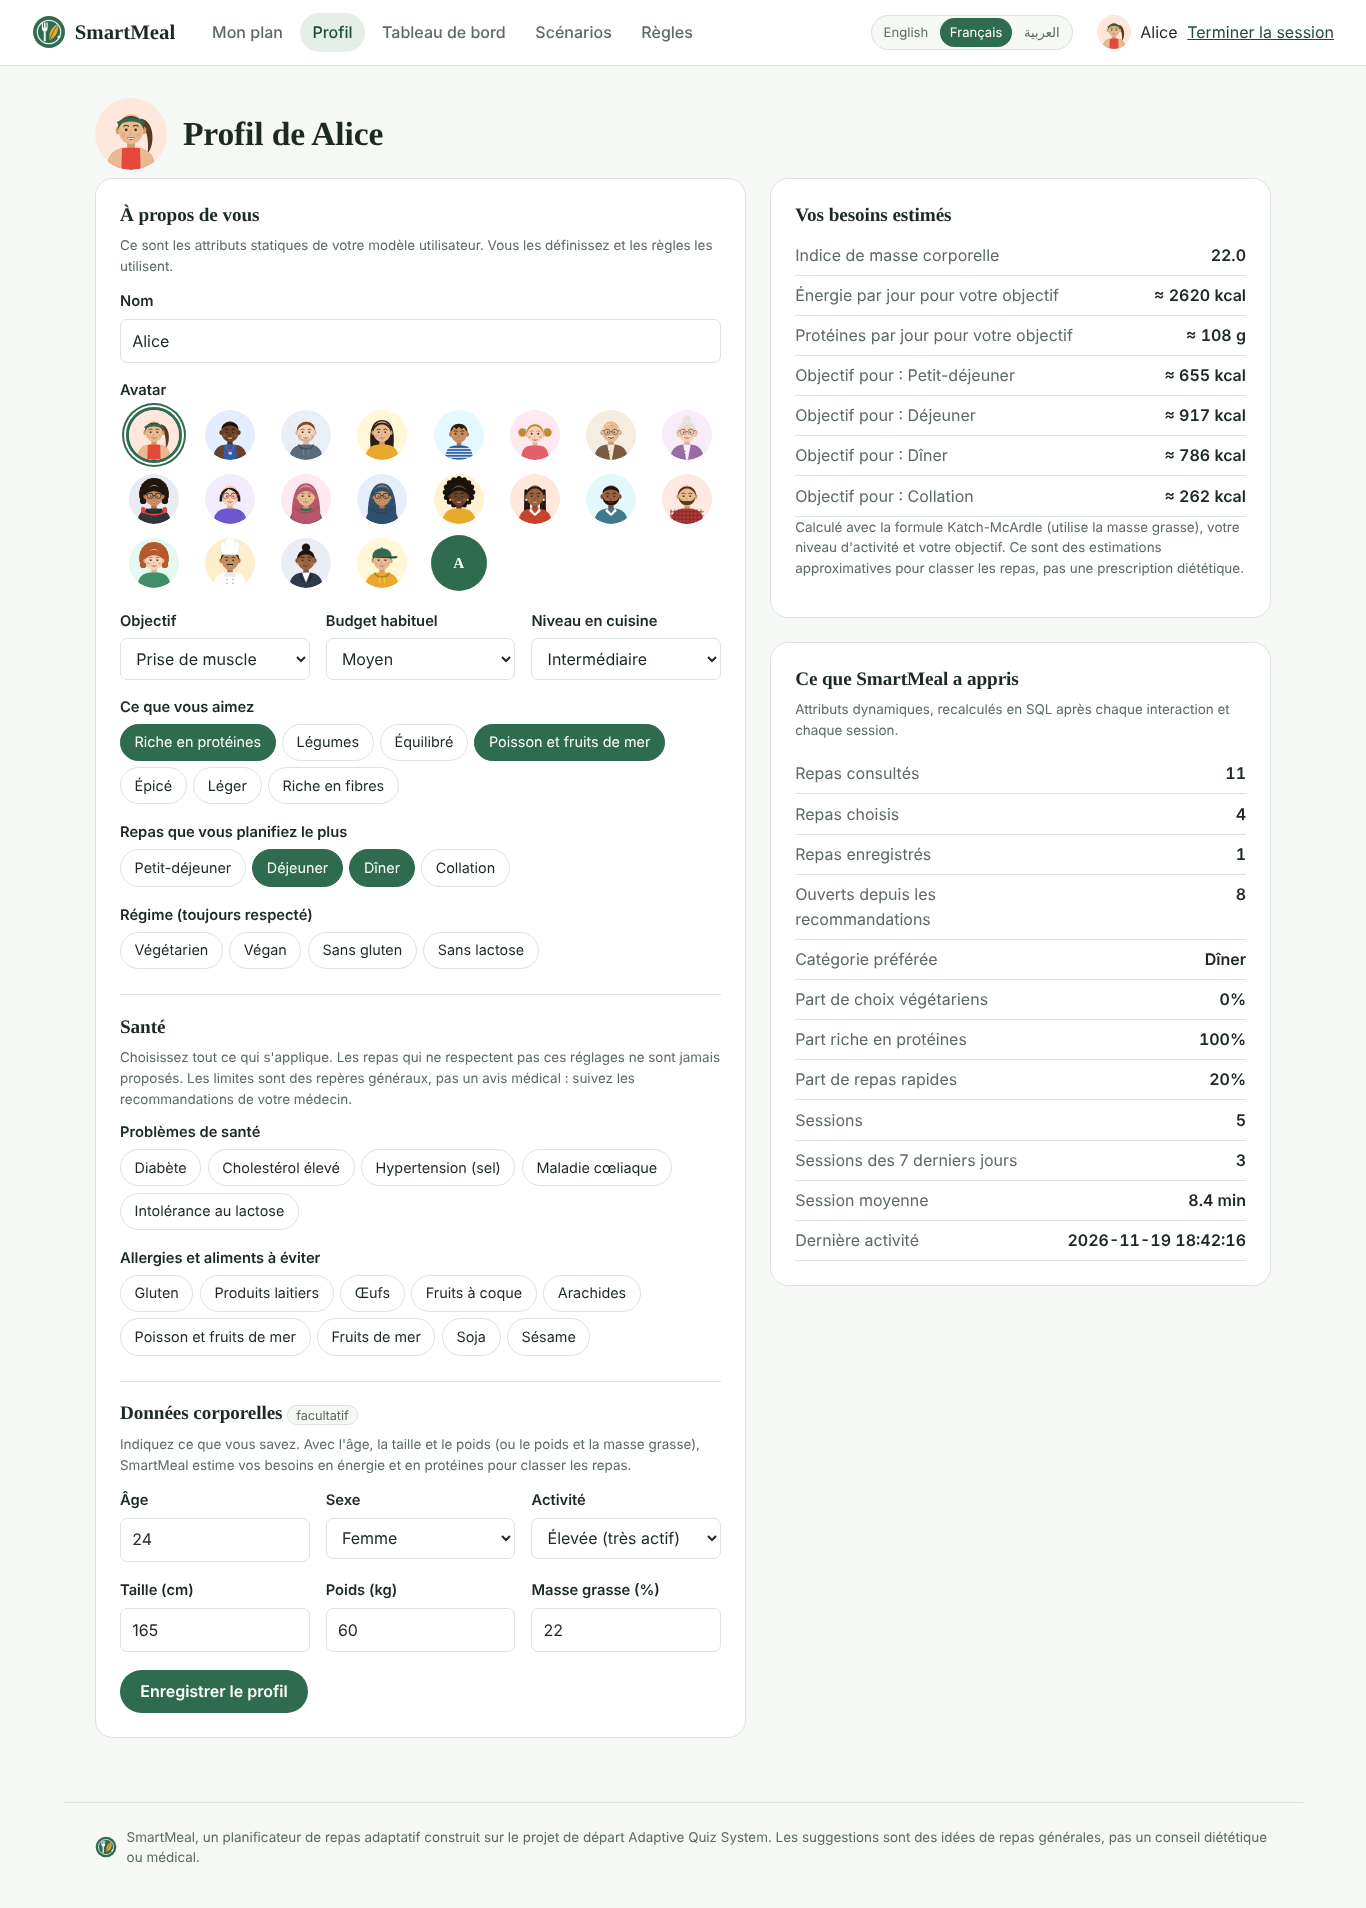 SmartMeal
Mon plan
Profil
Tableau de bord
Scénarios
Règles
English
Français
العربية
Alice
Terminer la session
Profil de Alice
À propos de vous
Ce sont les attributs statiques de votre modèle utilisateur. Vous les définissez et les règles les
utilisent.
Nom
Alice
Avatar
A
Objectif
Budget habituel
Niveau en cuisine
Prise de muscle
Moyen
Intermédiaire
Ce que vous aimez
Riche en protéines
Légumes
Équilibré
Poisson et fruits de mer
Épicé
Léger
Riche en fibres
Repas que vous planifiez le plus
Petit-déjeuner
Déjeuner
Dîner
Collation
Régime (toujours respecté)
Végétarien
Végan
Sans gluten
Sans lactose
Santé
Choisissez tout ce qui s'applique. Les repas qui ne respectent pas ces réglages ne sont jamais
proposés. Les limites sont des repères généraux, pas un avis médical : suivez les
recommandations de votre médecin.
Problèmes de santé
Diabète
Cholestérol élevé
Hypertension (sel)
Maladie cœliaque
Intolérance au lactose
Allergies et aliments à éviter
Gluten
Produits laitiers
Œufs
Fruits à coque
Arachides
Poisson et fruits de mer
Fruits de mer
Soja
Sésame
Données corporelles
facultatif
Indiquez ce que vous savez. Avec l'âge, la taille et le poids (ou le poids et la masse grasse),
SmartMeal estime vos besoins en énergie et en protéines pour classer les repas.
Âge
Sexe
Activité
24
Femme
Élevée (très actif)
Taille (cm)
Poids (kg)
Masse grasse (%)
165
60
22
Enregistrer le profil
Vos besoins estimés
Indice de masse corporelle 22.0
Énergie par jour pour votre objectif ≈ 2620 kcal
Protéines par jour pour votre objectif ≈ 108 g
Objectif pour : Petit-déjeuner ≈ 655 kcal
Objectif pour : Déjeuner ≈ 917 kcal
Objectif pour : Dîner ≈ 786 kcal
Objectif pour : Collation ≈ 262 kcal
Calculé avec la formule Katch-McArdle (utilise la masse grasse), votre
niveau d'activité et votre objectif. Ce sont des estimations
approximatives pour classer les repas, pas une prescription diététique.
Ce que SmartMeal a appris
Attributs dynamiques, recalculés en SQL après chaque interaction et
chaque session.
Repas consultés 11
Repas choisis 4
Repas enregistrés 1
Ouverts depuis les 8
recommandations
Catégorie préférée Dîner
Part de choix végétariens 0%
Part riche en protéines 100%
Part de repas rapides 20%
Sessions 5
Sessions des 7 derniers jours 3
Session moyenne 8.4 min
Dernière activité 2026-11-19 18:42:16
SmartMeal, un planificateur de repas adaptatif construit sur le projet de départ Adaptive Quiz System. Les suggestions sont des idées de repas générales, pas un conseil diététique
ou médical.